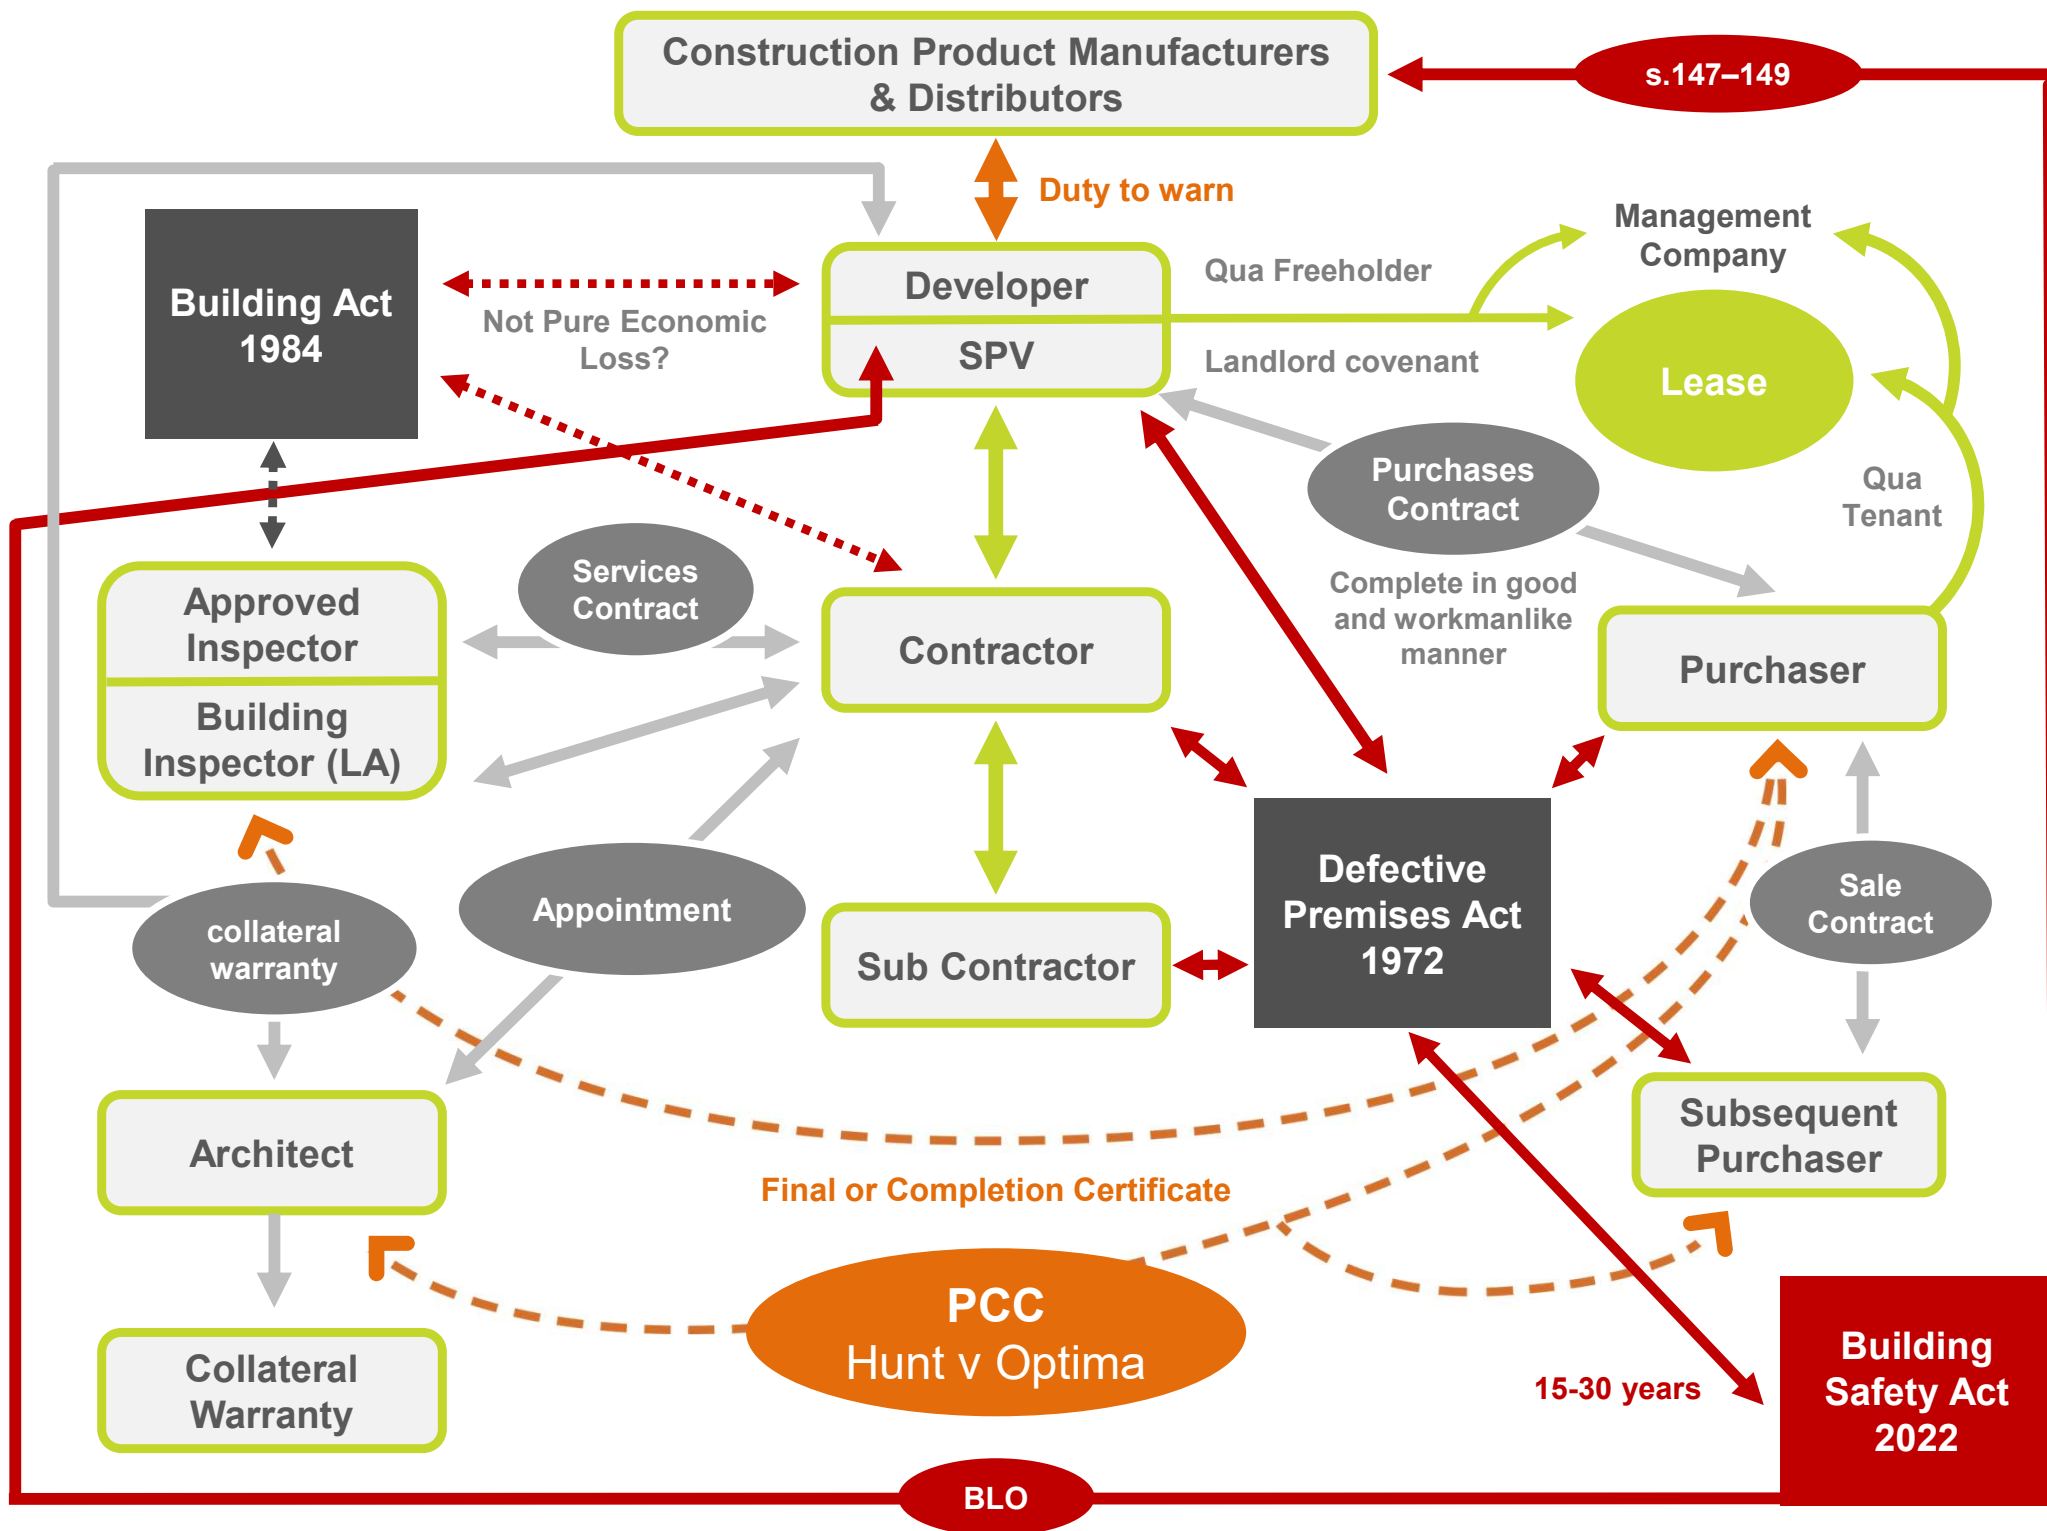 Construction Product Manufacturers
& Distributors
s.147–149
Duty to warn
Management
Company
Building Act
1984
Not Pure Economic
Loss?
Developer
SPV
Qua Freeholder
Landlord covenant
Lease
Purchases
Contract
Qua
Tenant
Services
Contract
Complete in good
and workmanlike
manner
Approved
Inspector
Building
Inspector (LA)
Contractor
Purchaser
collateral
warranty
Appointment
Sub Contractor
Defective
Premises Act
1972
Sale
Contract
Architect
Final or Completion Certificate
Subsequent
Purchaser
Collateral
Warranty
PCC
Hunt v Optima
15-30 years
Building
Safety Act
2022
BLO